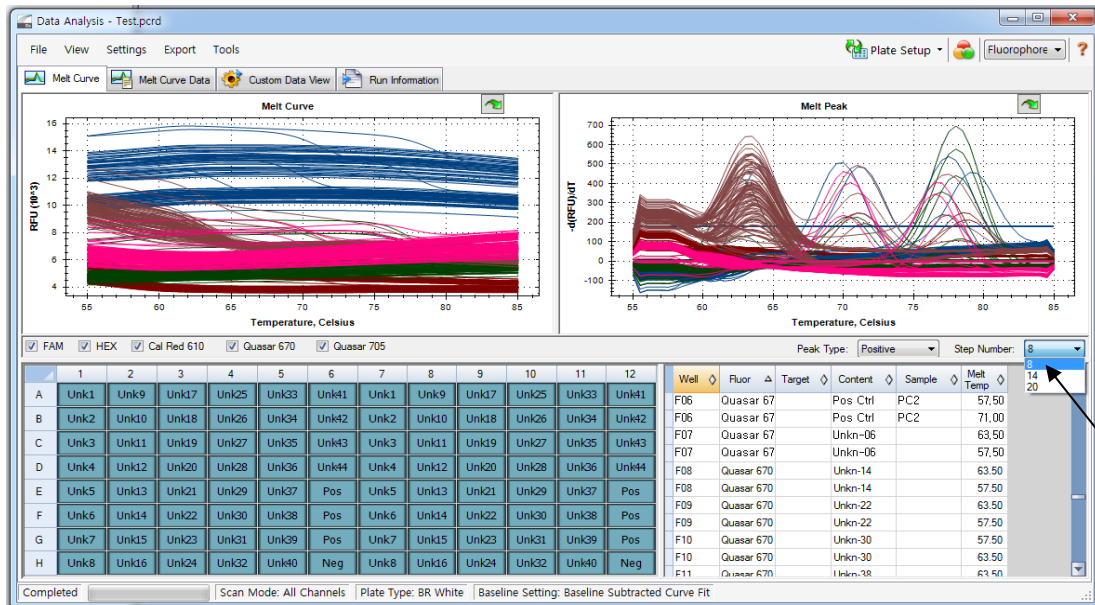 Data Analysis - Test.pcrd
File View Settings Export Tools Plate Setup Fluorophore ?
Melt Curve Melt Curve Data Custom Data View Run Information
Melt Curve
16
14
12
10
8
6
4
RFU (10^3)
55 60 65 70 75 80 85
Temperature, Celsius
Melt Peak
700
600
500
400
300
200
100
0
-100
-d(RFU)/dT
55 60 65 70 75 80 85
Temperature, Celsius
FAM HEX Cal Red 610 Quasar 670 Quasar 705 Peak Type: Positive Step Number: 8
8
14
20
1 2 3 4 5 6 7 8 9 10 11 12
A Unk1 Unk9 Unk17 Unk25 Unk33 Unk41 Unk1 Unk9 Unk17 Unk25 Unk33 Unk41
B Unk2 Unk10 Unk18 Unk26 Unk34 Unk42 Unk2 Unk10 Unk18 Unk26 Unk34 Unk42
C Unk3 Unk11 Unk19 Unk27 Unk35 Unk43 Unk3 Unk11 Unk19 Unk27 Unk35 Unk43
D Unk4 Unk12 Unk20 Unk28 Unk36 Unk44 Unk4 Unk12 Unk20 Unk28 Unk36 Unk44
E Unk5 Unk13 Unk21 Unk29 Unk37 Pos Unk5 Unk13 Unk21 Unk29 Unk37 Pos
F Unk6 Unk14 Unk22 Unk30 Unk38 Pos Unk6 Unk14 Unk22 Unk30 Unk38 Pos
G Unk7 Unk15 Unk23 Unk31 Unk39 Pos Unk7 Unk15 Unk23 Unk31 Unk39 Pos
H Unk8 Unk16 Unk24 Unk32 Unk40 Neg Unk8 Unk16 Unk24 Unk32 Unk40 Neg
Well Fluor Target Content Sample Melt Temp
F06 Quasar 67 Pos Ctrl PC2 57,50
F06 Quasar 67 Pos Ctrl PC2 71,00
F07 Quasar 67 Unkn-06 63,50
F07 Quasar 67 Unkn-06 57,50
F08 Quasar 670 Unkn-14 63.50
F08 Quasar 670 Unkn-14 57.50
F09 Quasar 670 Unkn-22 63.50
F09 Quasar 670 Unkn-22 57.50
F10 Quasar 670 Unkn-30 57.50
F10 Quasar 670 Unkn-30 63.50
F11 Quasar 670 Unkn-38 63.50
Completed Scan Mode: All Channels Plate Type: BR White Baseline Setting: Baseline Subtracted Curve Fit